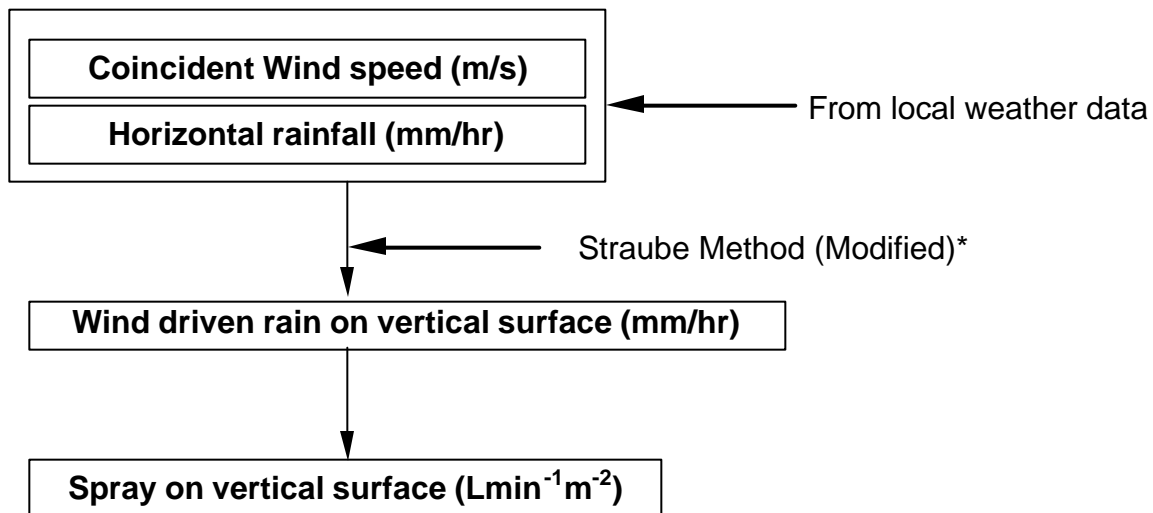 Coincident Wind speed (m/s)
Horizontal rainfall (mm/hr)
From local weather data
Straube Method (Modified)*
Wind driven rain on vertical surface (mm/hr)
Spray on vertical surface (Lmin⁻¹m⁻²)